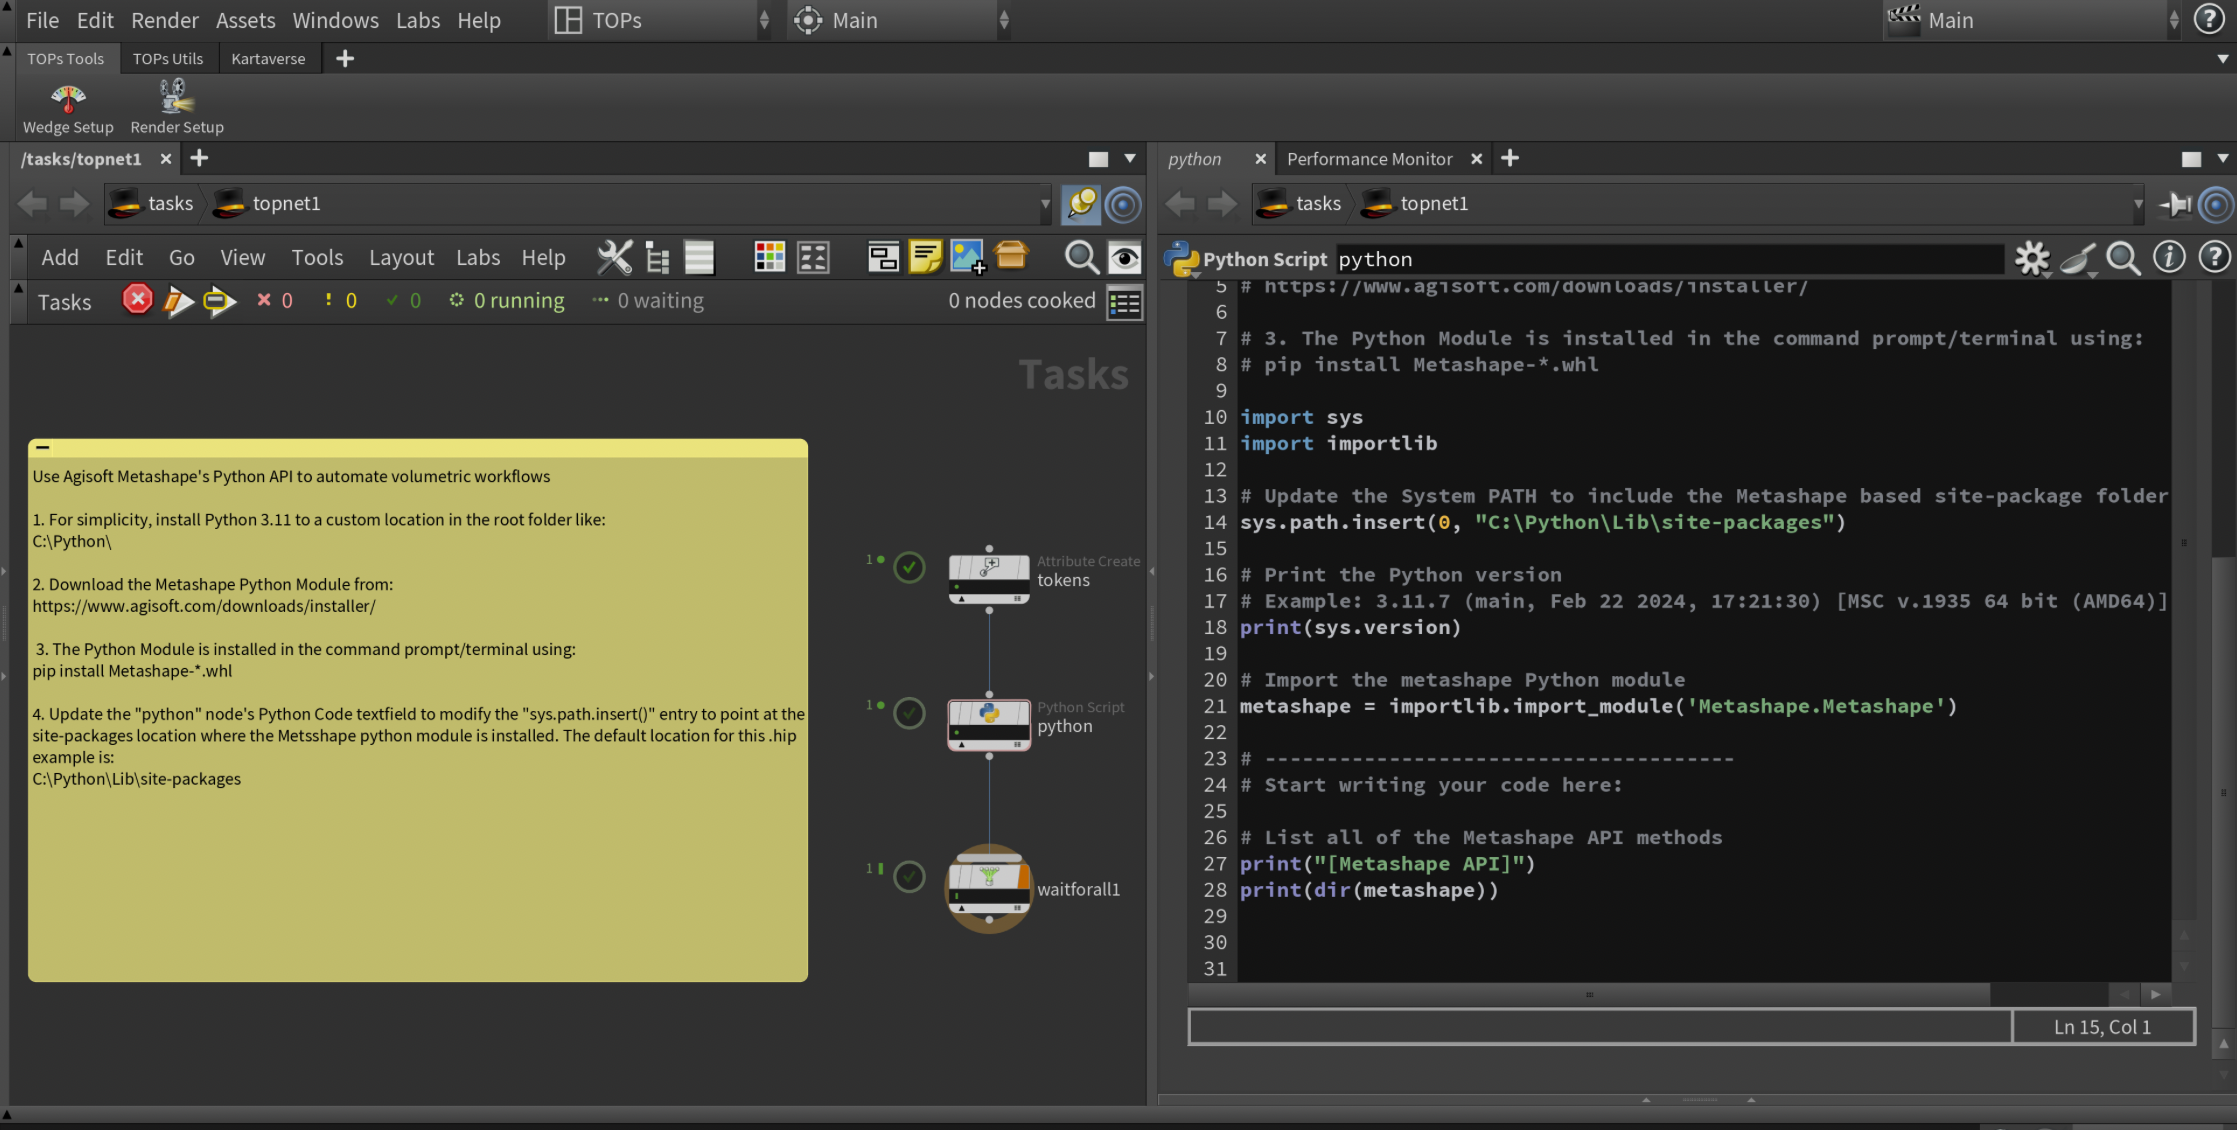 File Edit Render Assets Windows Labs Help TOPs Main Main
TOPs Tools TOPs Utils Kartaverse
Wedge Setup Render Setup
/tasks/topnet1
tasks topnet1
Add Edit Go View Tools Layout Labs Help
Tasks 0 0 0 0 running 0 waiting 0 nodes cooked
Tasks
Use Agisoft Metashape's Python API to automate volumetric workflows
1. For simplicity, install Python 3.11 to a custom location in the root folder like:
C:\Python\
2. Download the Metashape Python Module from:
https://www.agisoft.com/downloads/installer/
3. The Python Module is installed in the command prompt/terminal using:
pip install Metashape-*.whl
4. Update the "python" node's Python Code textfield to modify the "sys.path.insert()" entry to point at the
site-packages location where the Metsshape python module is installed. The default location for this .hip
example is:
C:\Python\Lib\site-packages
1 Attribute Create
tokens
1 Python Script
python
1 waitforall1
python Performance Monitor
tasks topnet1
Python Script python
5 # https://www.agisoft.com/downloads/installer/
6
7 # 3. The Python Module is installed in the command prompt/terminal using:
8 # pip install Metashape-*.whl
9
10 import sys
11 import importlib
12
13 # Update the System PATH to include the Metashape based site-package folder
14 sys.path.insert(0, "C:\Python\Lib\site-packages")
15
16 # Print the Python version
17 # Example: 3.11.7 (main, Feb 22 2024, 17:21:30) [MSC v.1935 64 bit (AMD64)]
18 print(sys.version)
19
20 # Import the metashape Python module
21 metashape = importlib.import_module('Metashape.Metashape')
22
23 # --------------------------------------
24 # Start writing your code here:
25
26 # List all of the Metashape API methods
27 print("[Metashape API]")
28 print(dir(metashape))
29
30
31
Ln 15, Col 1